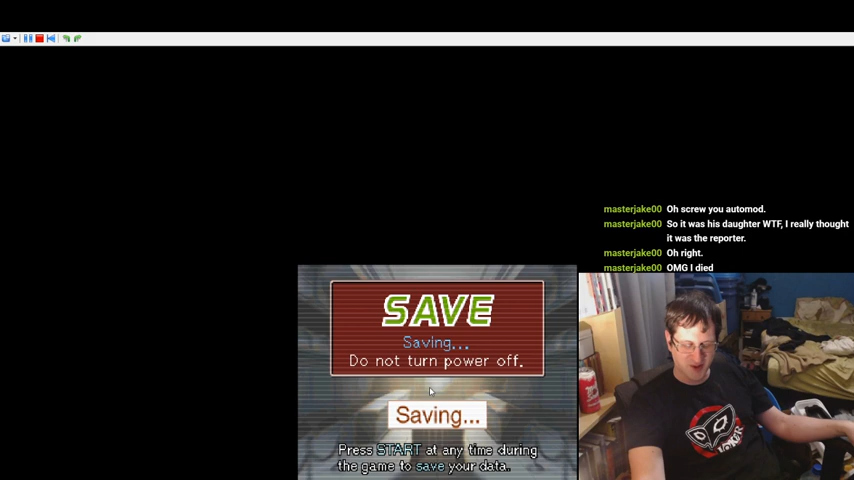 masterjake00 Oh screw you automod.
masterjake00 So it was his daughter WTF, I really thought
it was the reporter.
masterjake00 Oh right.
masterjake00 OMG I died
SAVE
Saving...
Do not turn power off.
Saving...
Press START at any time during
the game to save your data.
JOKER